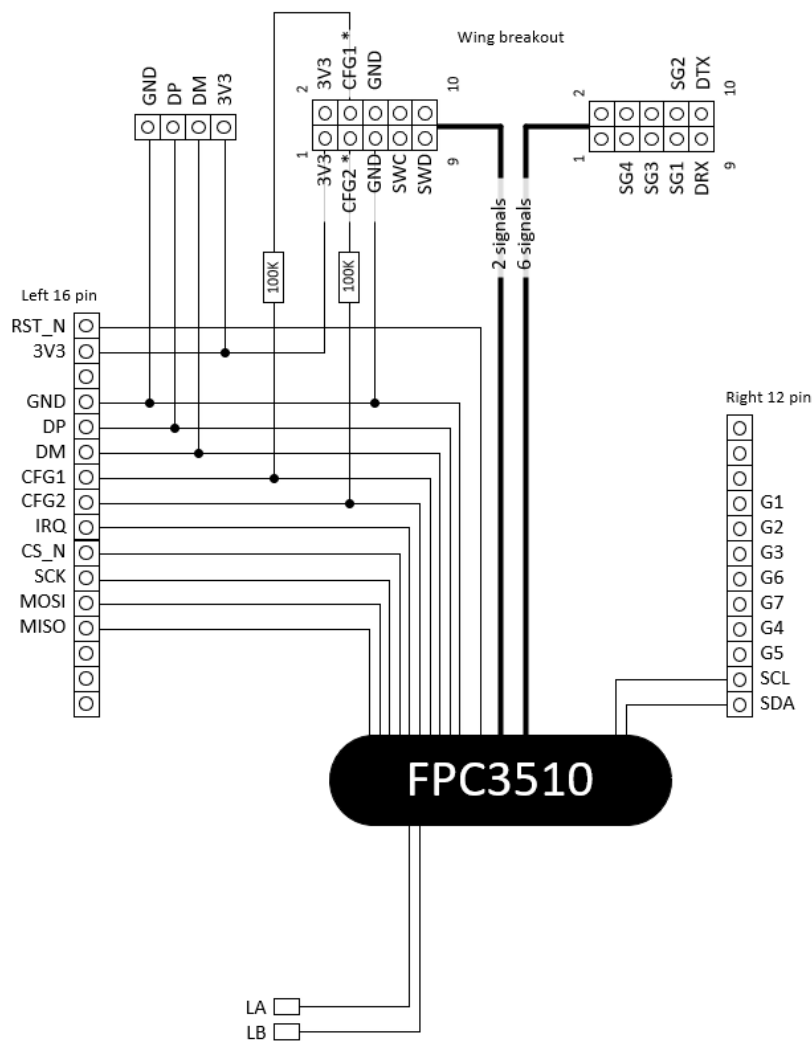 Wing breakout
GND
DP
DM
3V3
2
3V3
CFG1 *
GND
10
1
3V3
CFG2 *
GND
SWC
SWD
9
2
SG2
DTX
10
1
SG4
SG3
SG1
DRX
9
2 signals
6 signals
100K
100K
Left 16 pin
RST_N
3V3
GND
DP
DM
CFG1
CFG2
IRQ
CS_N
SCK
MOSI
MISO
Right 12 pin
G1
G2
G3
G6
G7
G4
G5
SCL
SDA
FPC3510
LA
LB